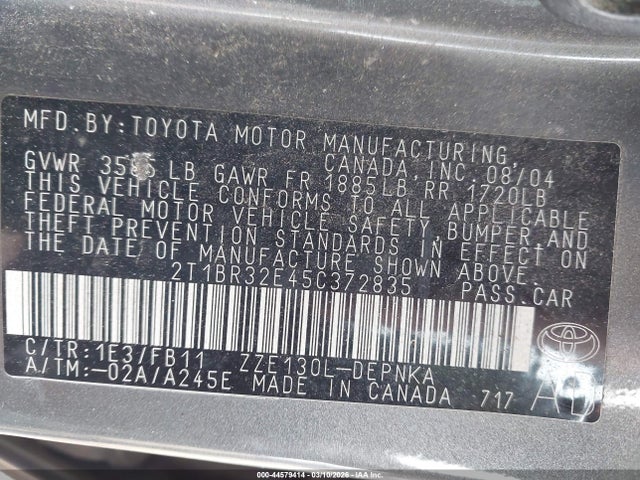 MFD.BY:TOYOTA MOTOR MANUFACTURING,
CANADA, INC. 08/04
GVWR LB GAWR FR 1885LB RR 1720LB
THIS VEHICLE CONFORMS TO ALL APPLICABLE
FEDERAL MOTOR VEHICLE SAFETY, BUMPER,AND
THEFT PREVENTION STANDARDS IN EFFECT ON
THE DATE OF MANUFACTURE SHOWN ABOVE.
2T1BR32E45C372835 PASS.CAR
C/TR:1E3/FB11 ZZE130L-DEPNKA
A/TM:-02A/A245E MADE IN CANADA 717
000-44579414 | 03/10/2026 | IAA Inc.